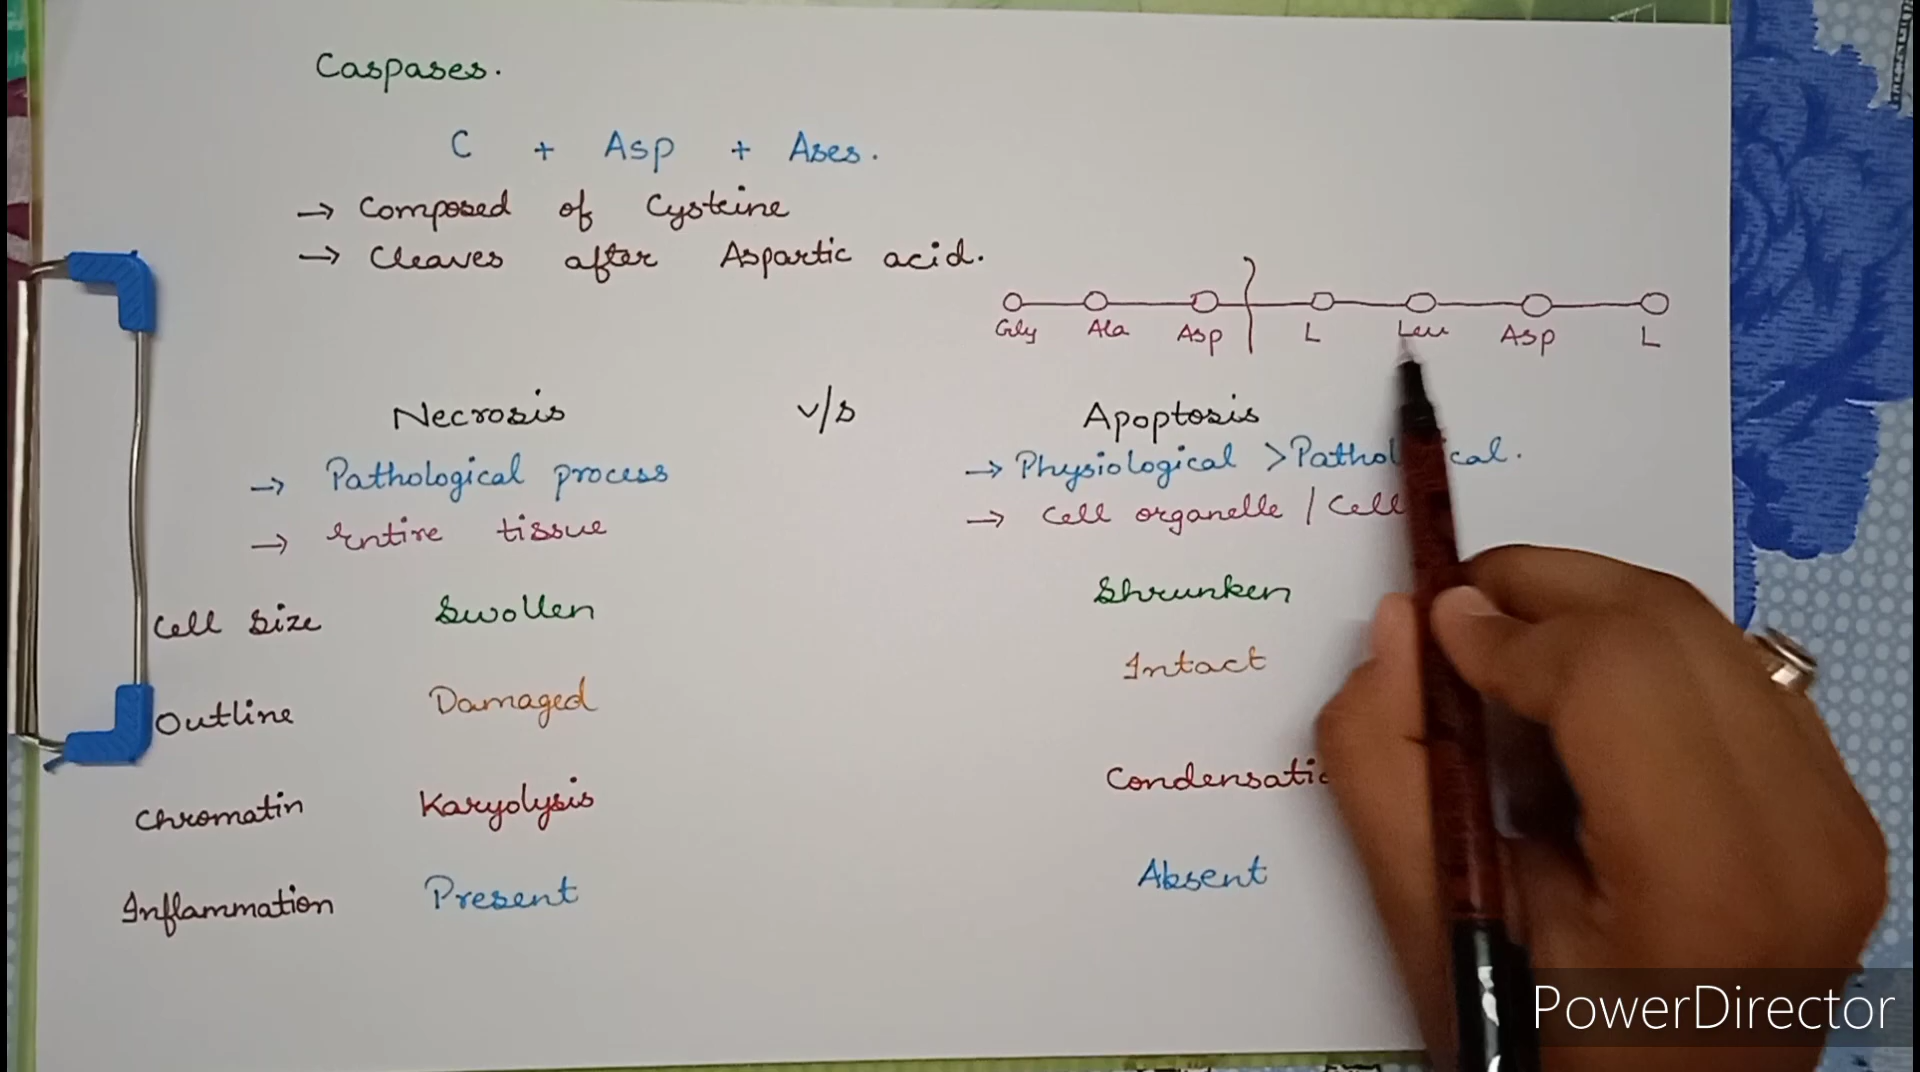 Caspases.
C + Asp + Ases.
→ Composed of Cysteine
→ Cleaves after Aspartic acid.
Gly Ala Asp L Leu Asp L
Necrosis v/s Apoptosis
→ Pathological process → Physiological > Pathol ical.
→ Entire tissue → Cell organelle / Cell
Cell size Swollen Shrunken
Outline Damaged Intact
Chromatin Karyolysis Condensatio
Inflammation Present Absent
PowerDirector